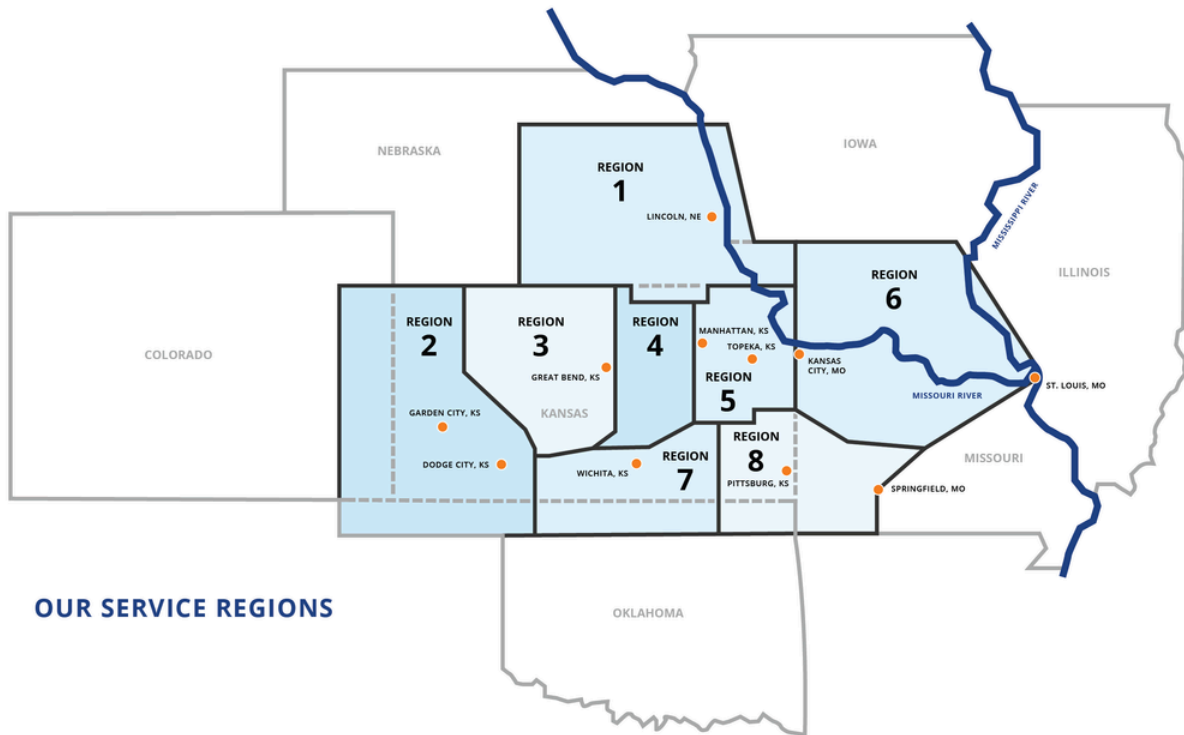 NEBRASKA
IOWA
REGION
1
LINCOLN, NE
MISSISSIPPI RIVER
ILLINOIS
REGION
6
COLORADO
REGION
2
REGION
3
REGION
4
MANHATTAN, KS
TOPEKA, KS
KANSAS
CITY, MO
REGION
5
GREAT BEND, KS
KANSAS
ST. LOUIS, MO
MISSOURI RIVER
GARDEN CITY, KS
DODGE CITY, KS
WICHITA, KS
REGION
7
REGION
8
PITTSBURG, KS
MISSOURI
SPRINGFIELD, MO
OUR SERVICE REGIONS
OKLAHOMA